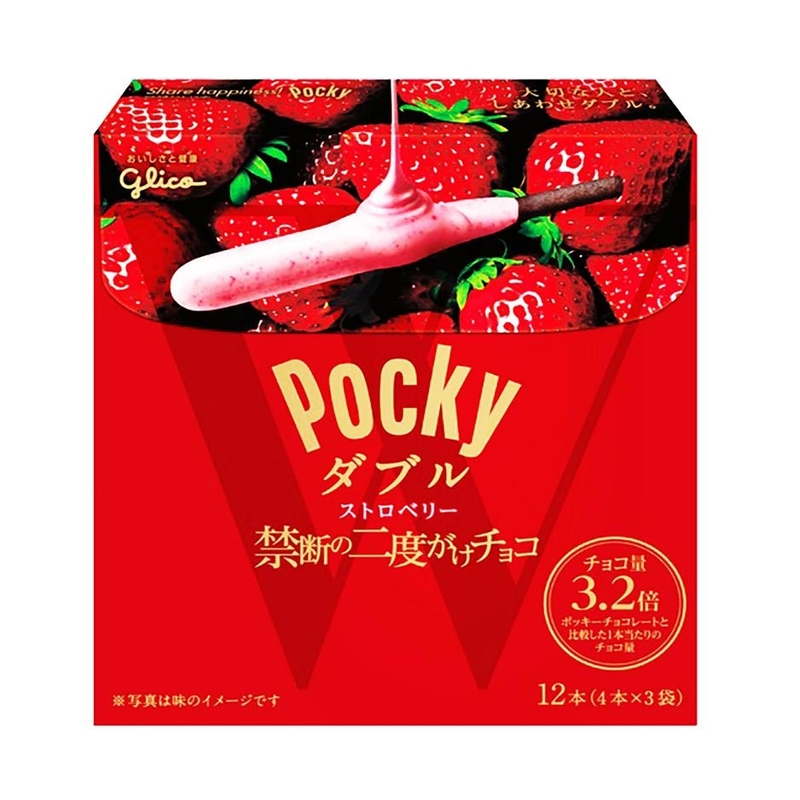 Share happiness! Pocky
大切な人と、
しあわせダブル。
おいしさと健康
Glico
Pocky
ダブル
ストロベリー
禁断の二度がけチョコ
チョコ量
3.2倍
ポッキーチョコレートと
比較した1本当たりの
チョコ量
※写真は味のイメージです
12本(4本×3袋)